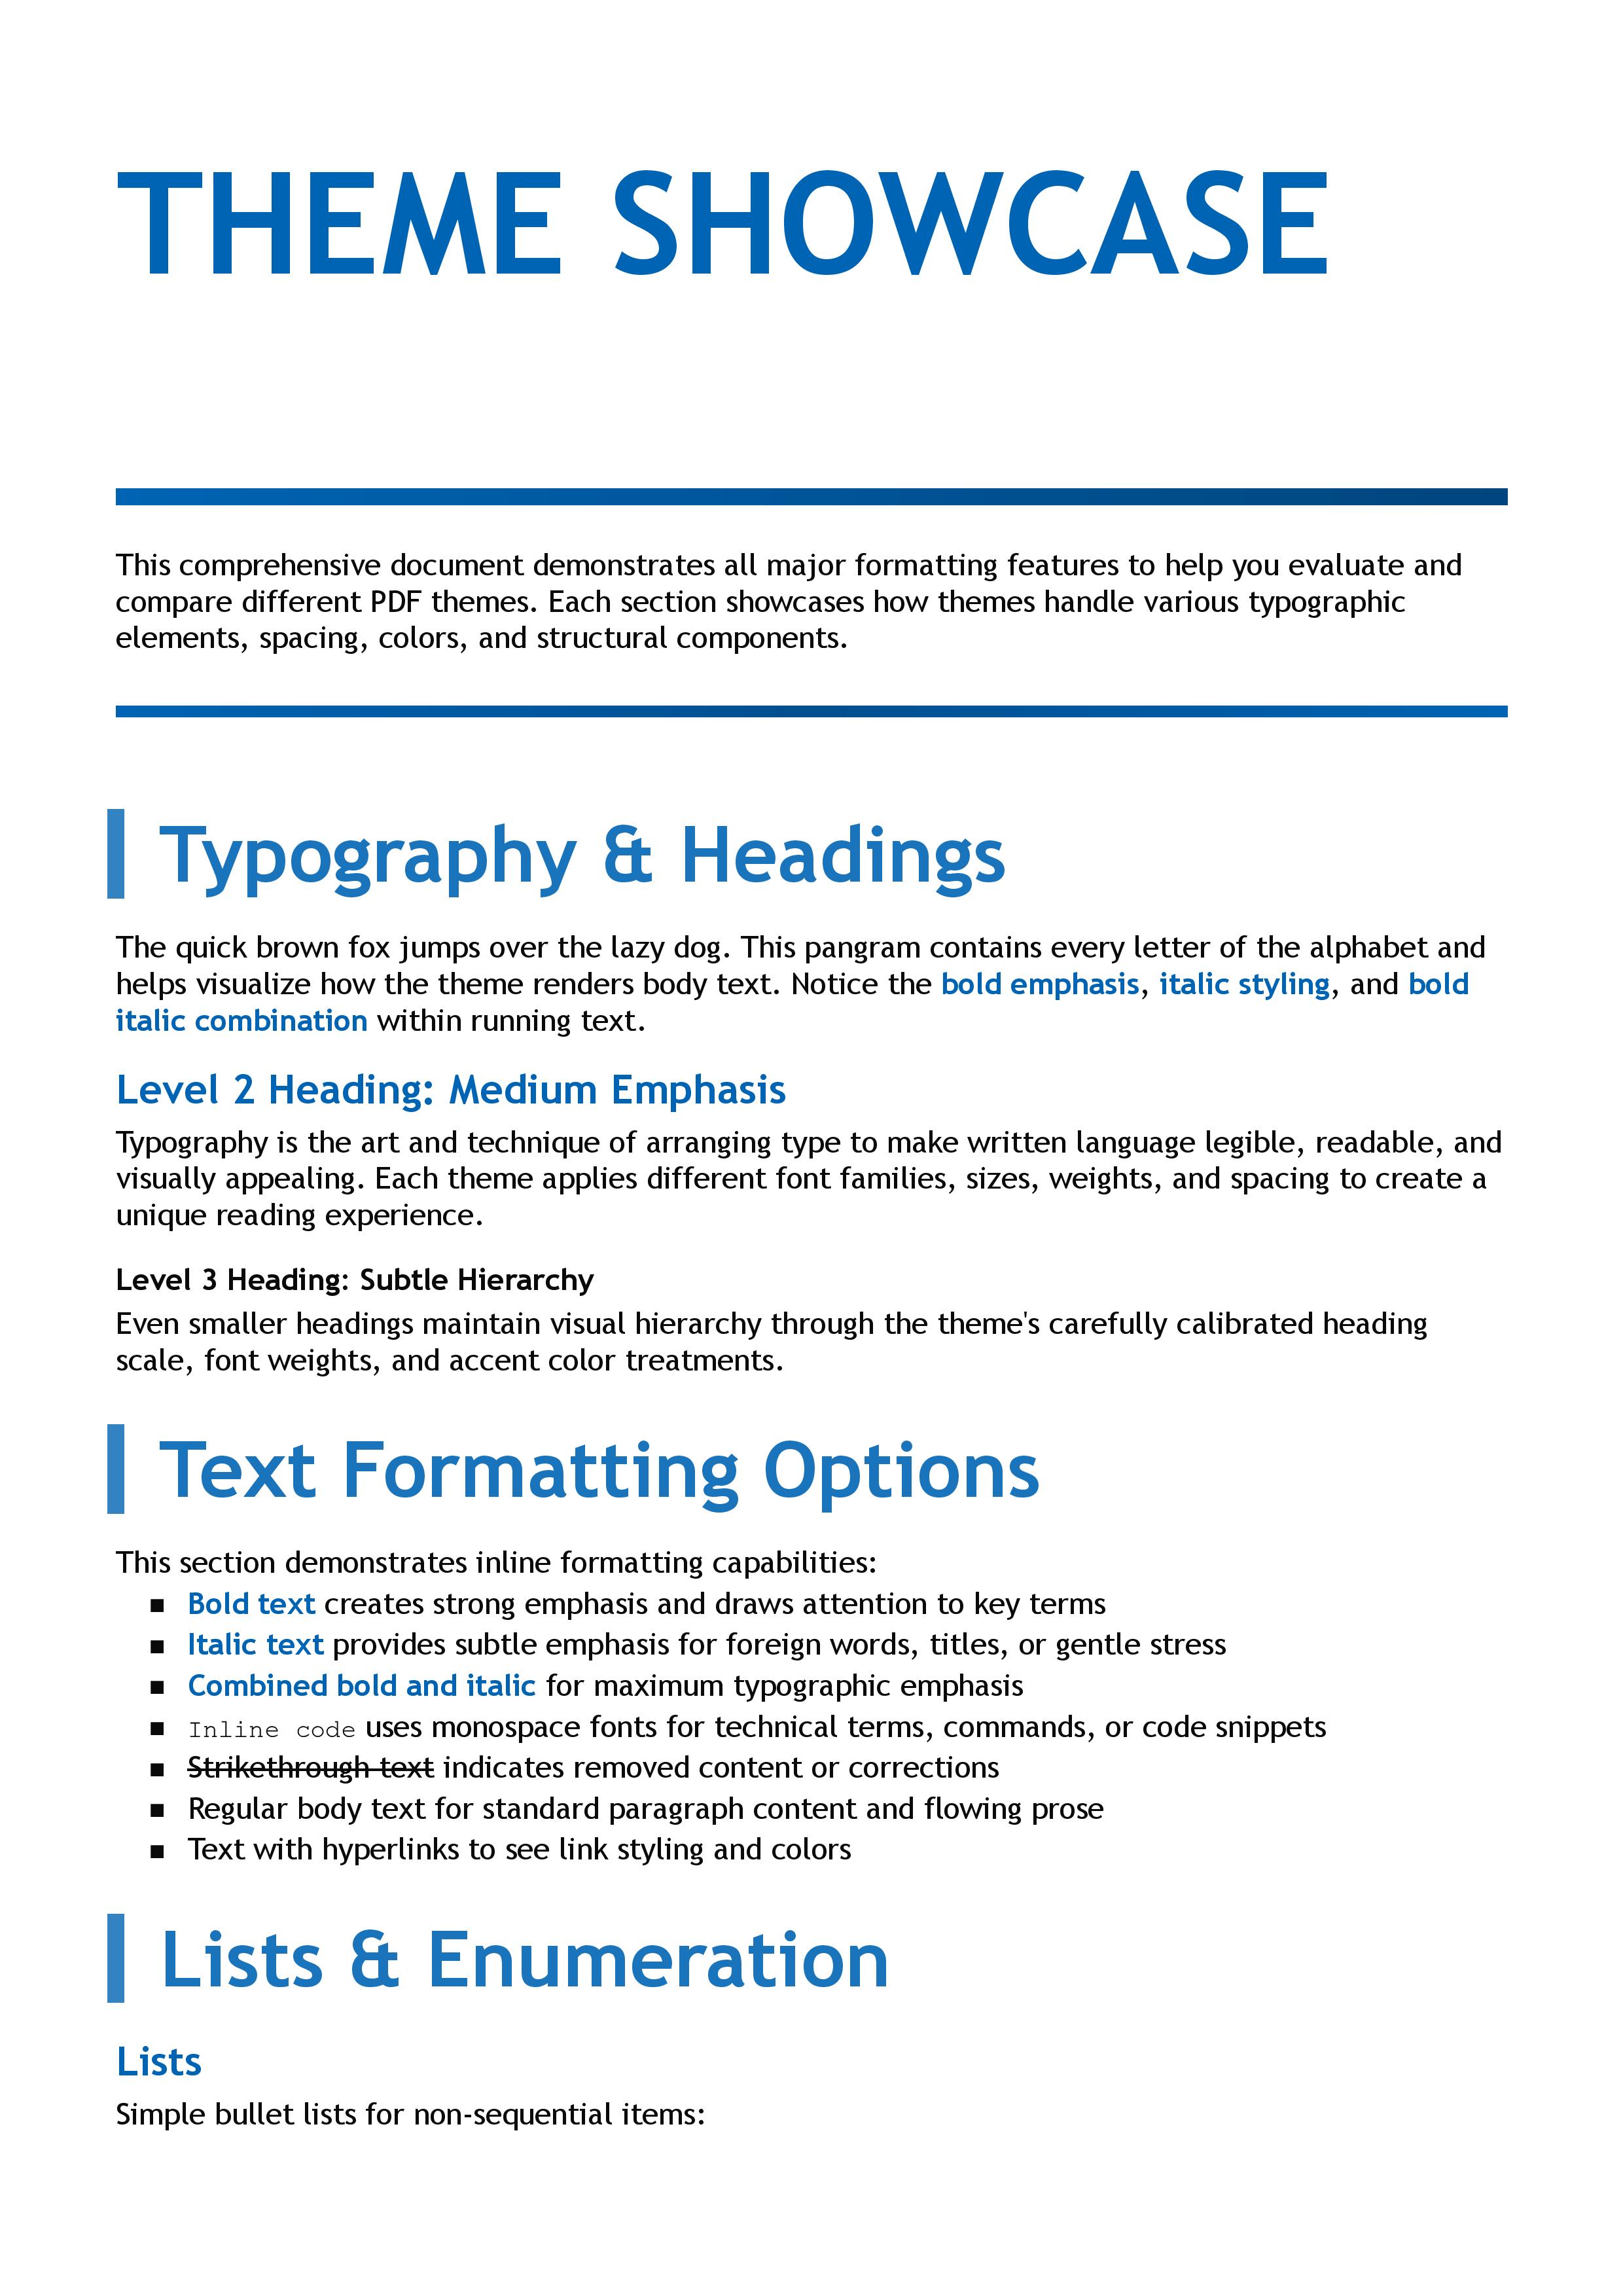 THEME SHOWCASE
This comprehensive document demonstrates all major formatting features to help you evaluate and
compare different PDF themes. Each section showcases how themes handle various typographic
elements, spacing, colors, and structural components.
Typography & Headings
The quick brown fox jumps over the lazy dog. This pangram contains every letter of the alphabet and
helps visualize how the theme renders body text. Notice the bold emphasis, italic styling, and bold
italic combination within running text.
Level 2 Heading: Medium Emphasis
Typography is the art and technique of arranging type to make written language legible, readable, and
visually appealing. Each theme applies different font families, sizes, weights, and spacing to create a
unique reading experience.
Level 3 Heading: Subtle Hierarchy
Even smaller headings maintain visual hierarchy through the theme's carefully calibrated heading
scale, font weights, and accent color treatments.
Text Formatting Options
This section demonstrates inline formatting capabilities:
■ Bold text creates strong emphasis and draws attention to key terms
■ Italic text provides subtle emphasis for foreign words, titles, or gentle stress
■ Combined bold and italic for maximum typographic emphasis
■ Inline code uses monospace fonts for technical terms, commands, or code snippets
■ Strikethrough text indicates removed content or corrections
■ Regular body text for standard paragraph content and flowing prose
■ Text with hyperlinks to see link styling and colors
Lists & Enumeration
Lists
Simple bullet lists for non-sequential items: